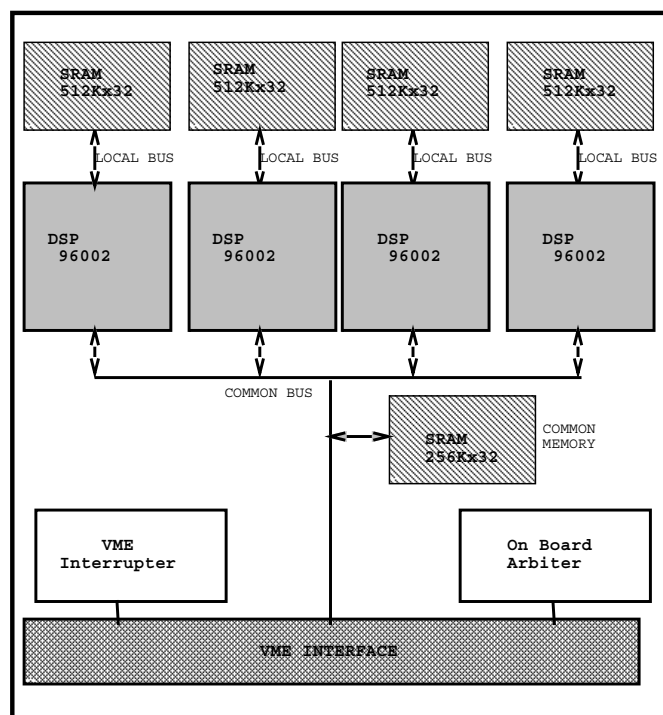 SRAM
512Kx32
SRAM
512Kx32
SRAM
512Kx32
SRAM
512Kx32
LOCAL BUS
LOCAL BUS
LOCAL BUS
LOCAL BUS
DSP
96002
DSP
96002
DSP
96002
DSP
96002
COMMON BUS
SRAM
256Kx32
COMMON
MEMORY
VME
Interrupter
On Board
Arbiter
VME INTERFACE